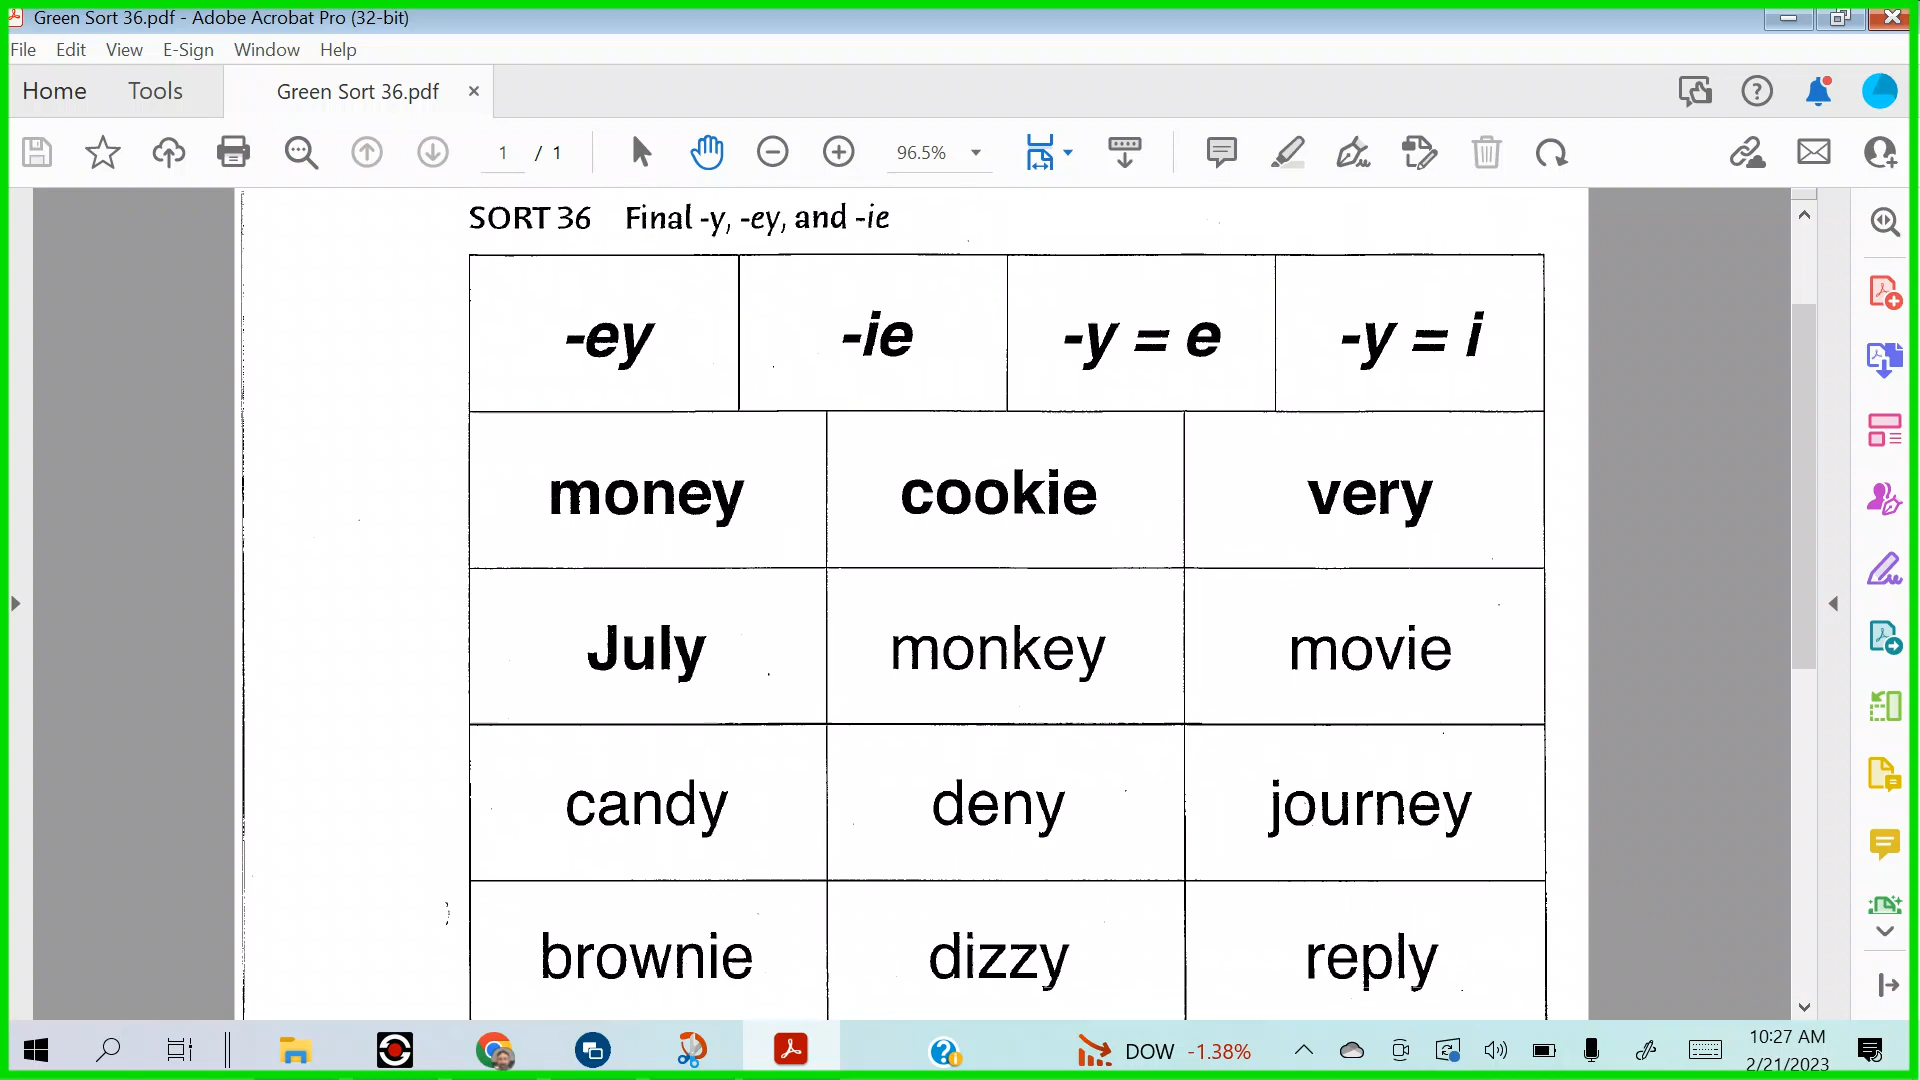 Green Sort 36.pdf - Adobe Acrobat Pro (32-bit)
File Edit View E-Sign Window Help
Home Tools Green Sort 36.pdf ×
1 / 1 96.5%
SORT 36 Final -y, -ey, and -ie
-ey -ie -y = e -y = i
money cookie very
July monkey movie
candy deny journey
brownie dizzy reply
DOW -1.38%
10:27 AM
2/21/2023